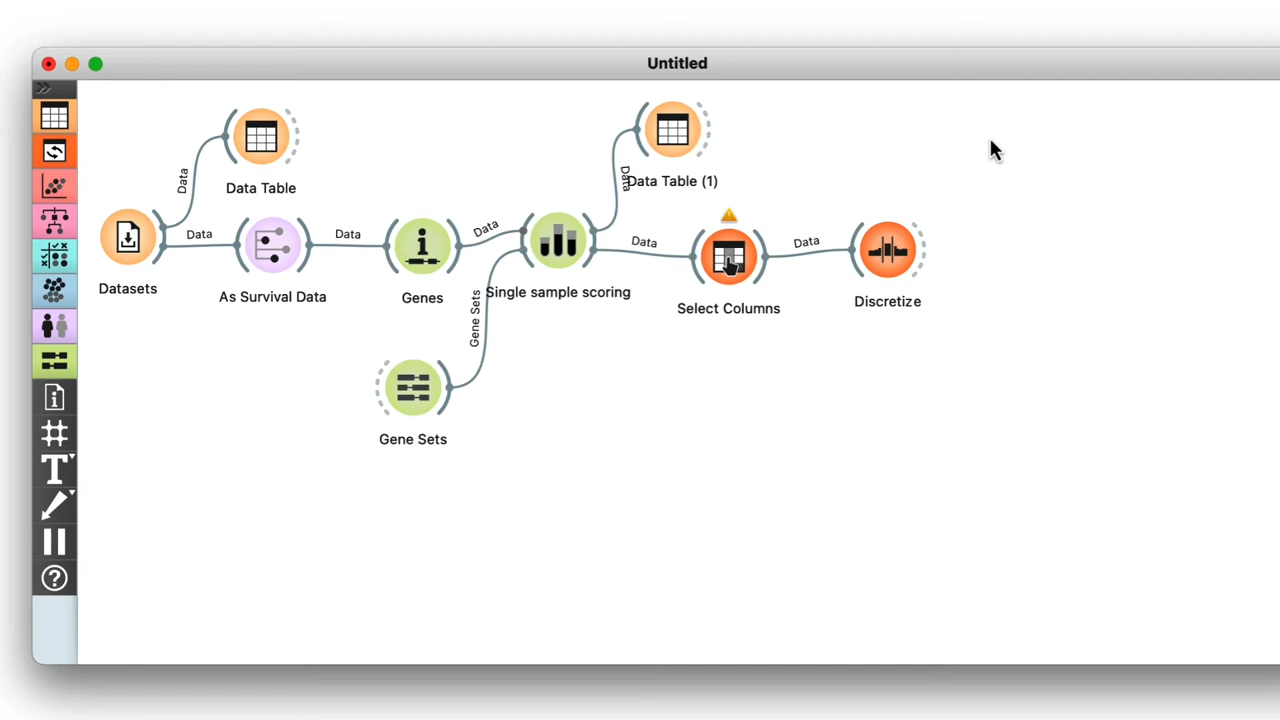 Untitled
Data Table
Data
Datasets
Data
As Survival Data
Data
Genes
Data
Gene Sets
Gene Sets
Single sample scoring
Data
Data Table (1)
Data
Select Columns
Data
Discretize